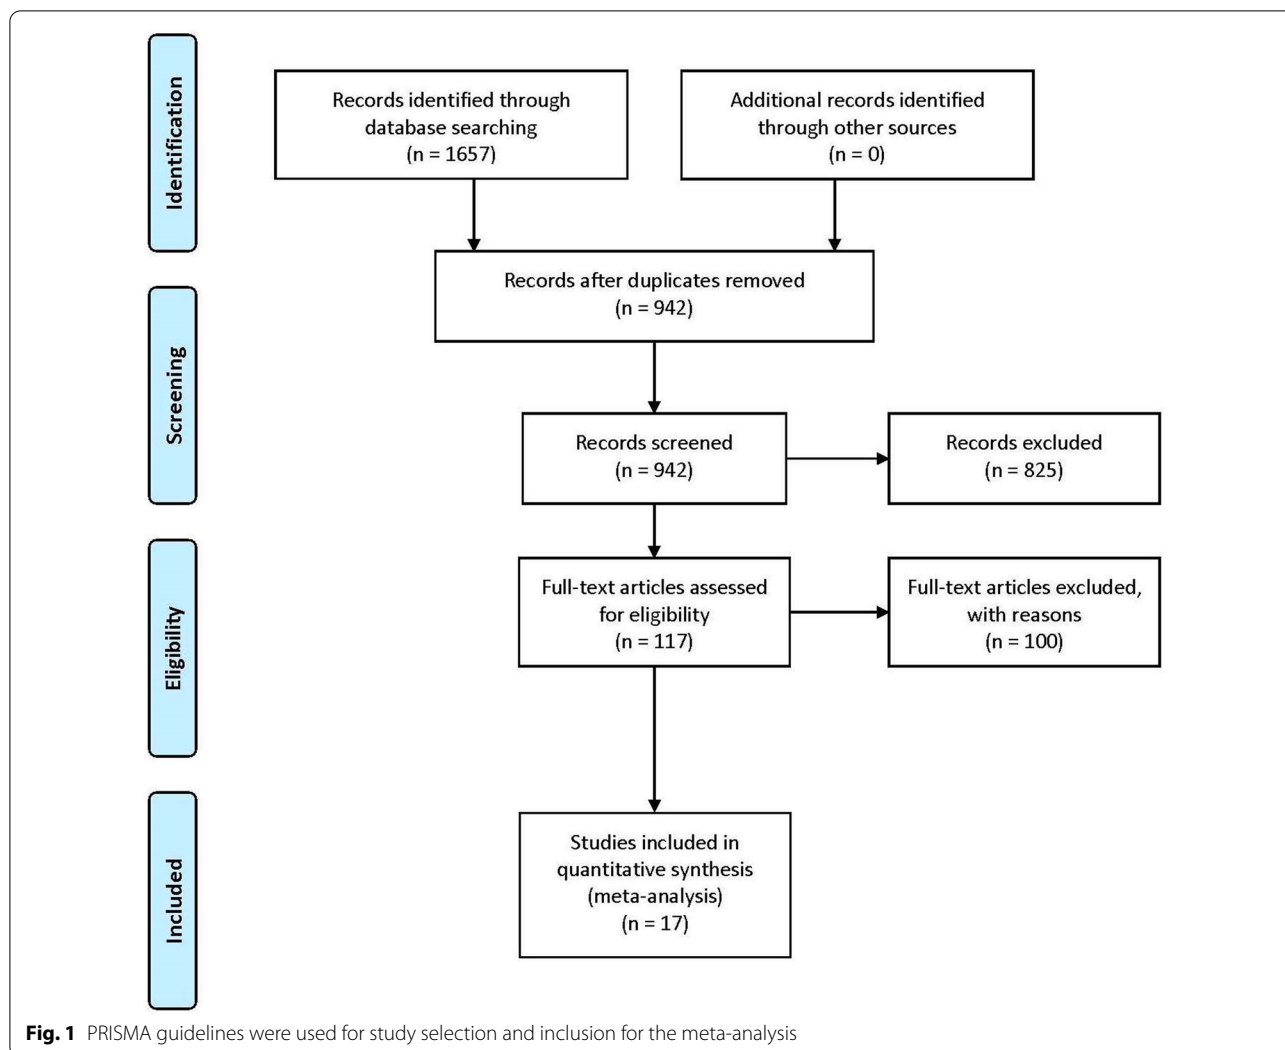 Identification
Records identified through
database searching
(n = 1657)
Additional records identified
through other sources
(n = 0)
Records after duplicates removed
(n = 942)
Screening
Records screened
(n = 942)
Records excluded
(n = 825)
Eligibility
Full-text articles assessed
for eligibility
(n = 117)
Full-text articles excluded,
with reasons
(n = 100)
Included
Studies included in
quantitative synthesis
(meta-analysis)
(n = 17)
Fig. 1 PRISMA guidelines were used for study selection and inclusion for the meta-analysis